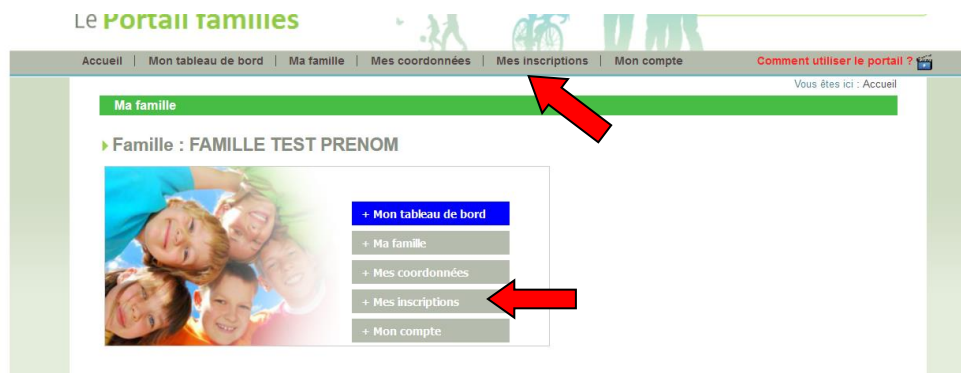 Le Portail familles
Accueil | Mon tableau de bord | Ma famille | Mes coordonnées | Mes inscriptions | Mon compte Comment utiliser le portail ?
Vous êtes ici : Accueil
Ma famille
Famille : FAMILLE TEST PRENOM
+ Mon tableau de bord
+ Ma famille
+ Mes coordonnées
+ Mes inscriptions
+ Mon compte